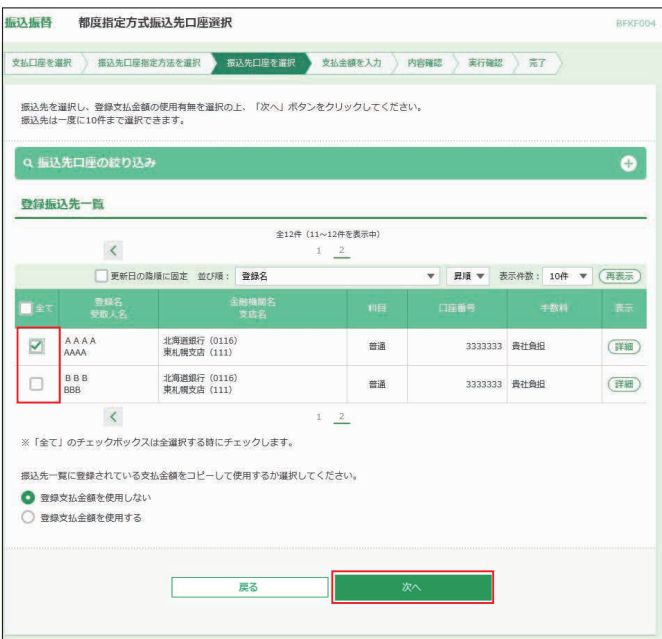 振込振替 都度指定方式振込先口座選択 BFKF004
支払口座を選択 振込先口座指定方法を選択 振込先口座を選択 支払金額を入力 内容確認 実行確認 完了
振込先を選択し、登録支払金額の使用有無を選択の上、「次へ」ボタンをクリックしてください。
振込先は一度に10件まで選択できます。
振込先口座の絞り込み
登録振込先一覧
全12件（11～12件を表示中）
1 2
更新日の降順に固定 並び順： 登録名 昇順 表示件数： 10件 再表示
全て 登録名 金融機関名 科目 口座番号 手数料 表示
受取人名 支店名
ＡＡＡＡ 北海道銀行（0116） 普通 3333333 貴社負担 詳細
AAAA 東札幌支店（111）
ＢＢＢ 北海道銀行（0116） 普通 3333333 貴社負担 詳細
BBB 東札幌支店（111）
1 2
※「全て」のチェックボックスは全選択する時にチェックします。
振込先一覧に登録されている支払金額をコピーして使用するか選択してください。
登録支払金額を使用しない
登録支払金額を使用する
戻る 次へ